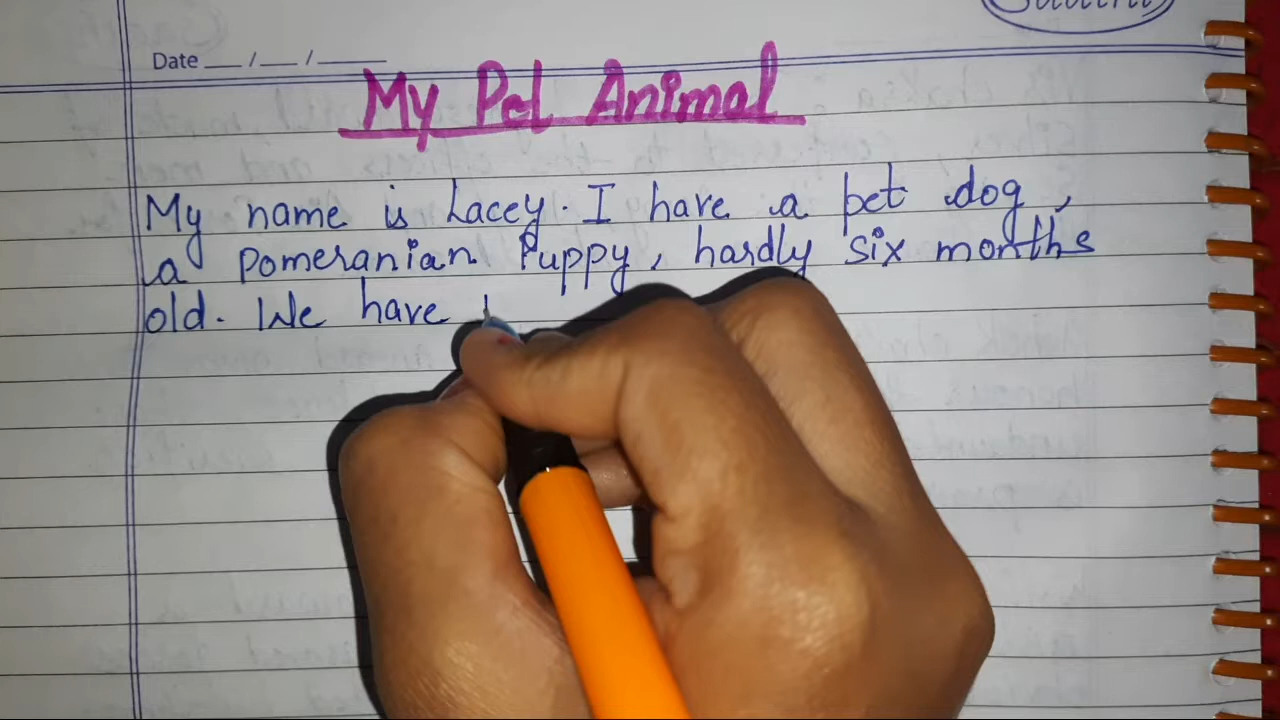 Date __ /__ / ____
My Pet Animal
My name is Lacey. I have a pet dog,
a Pomeranian Puppy, hardly six months
old. We have